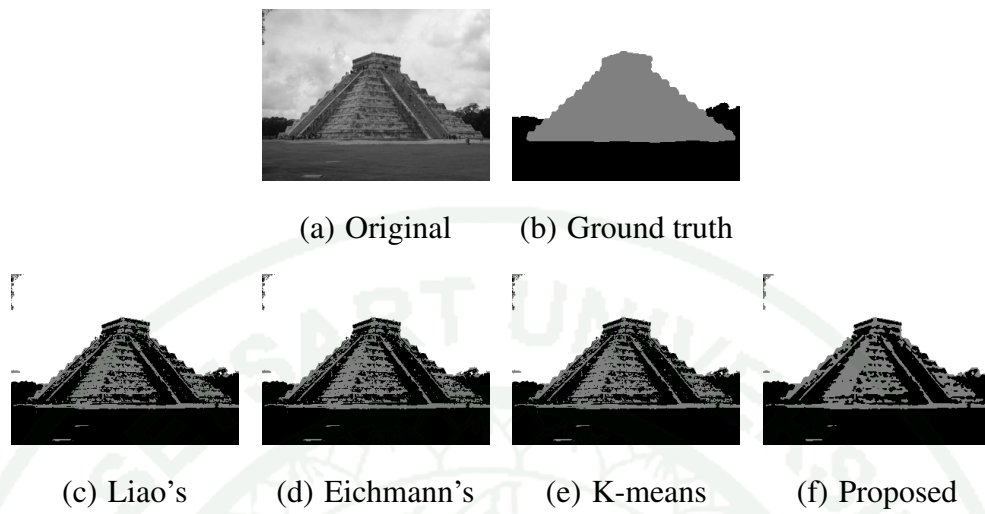 (a) Original
(b) Ground truth
(c) Liao's
(d) Eichmann's
(e) K-means
(f) Proposed